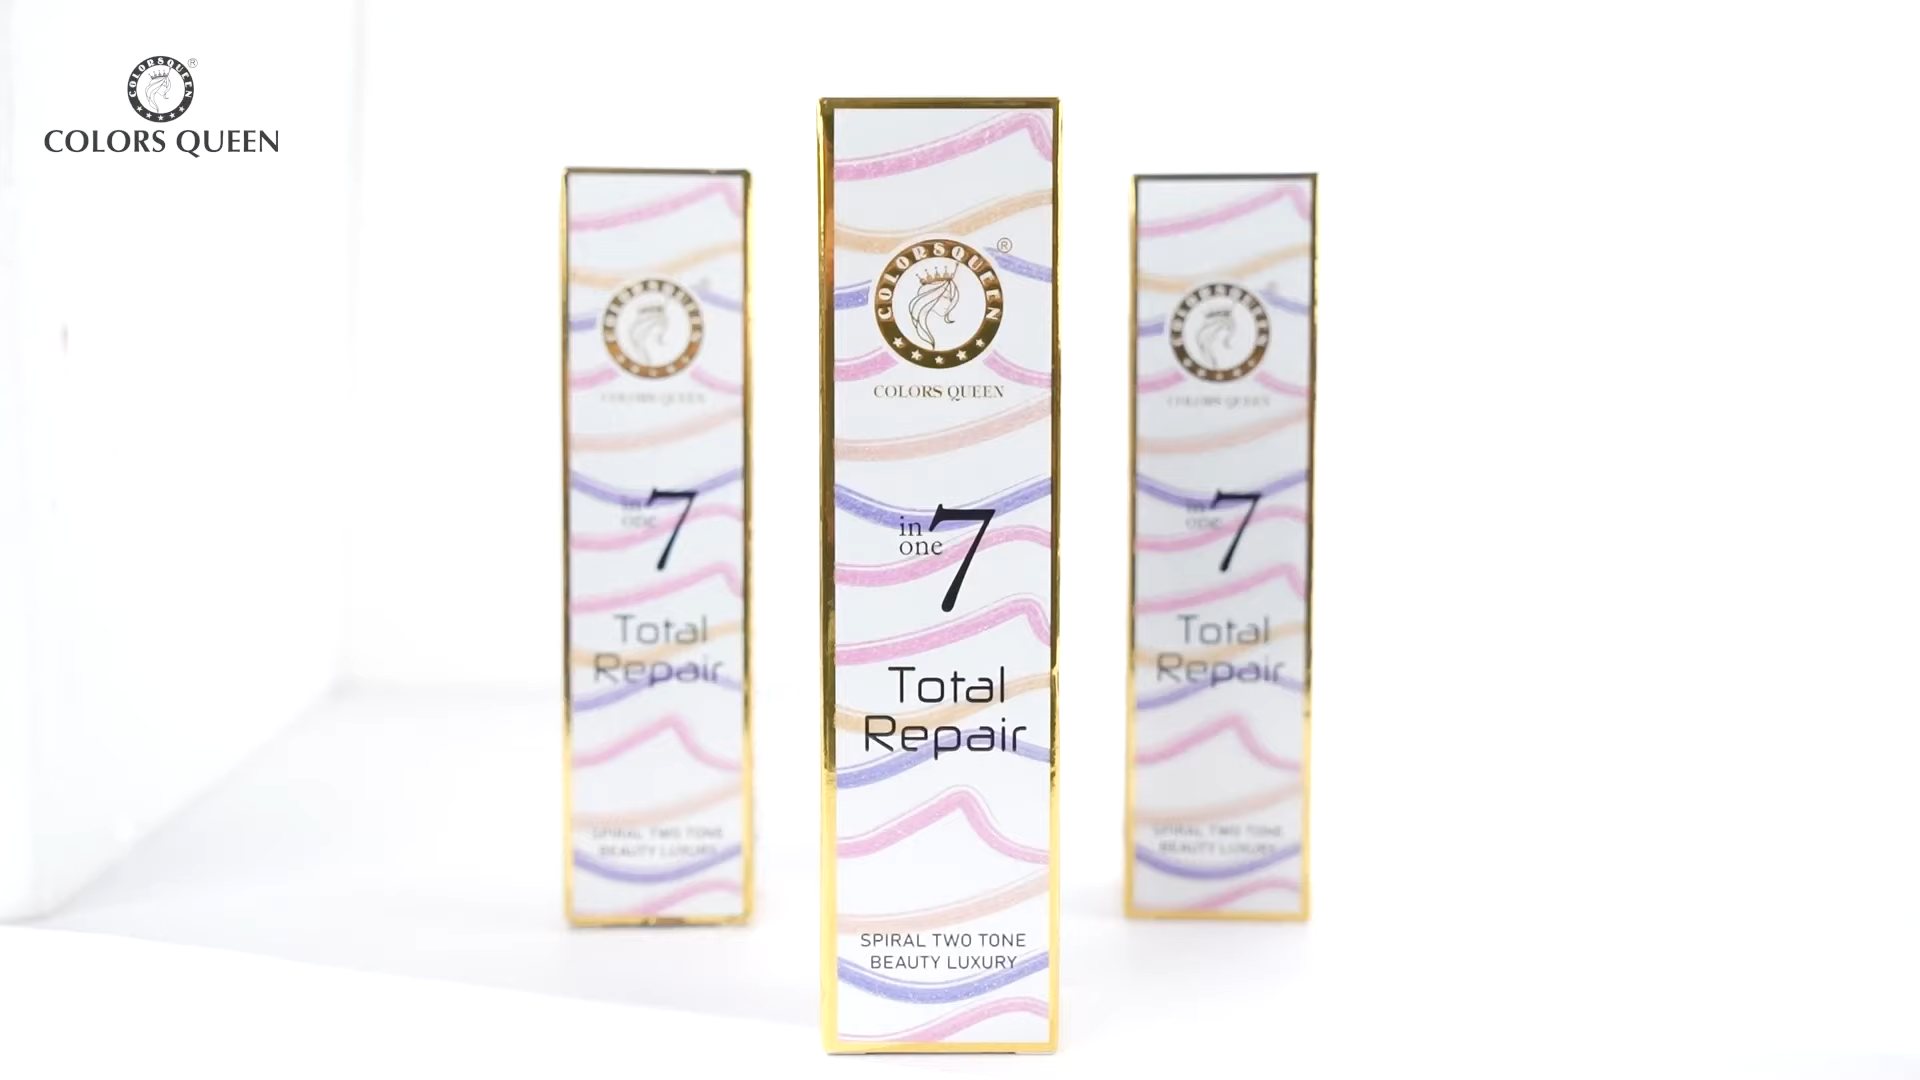 COLORSQUEEN
®
COLORS QUEEN
COLORSQUEEN
®
COLORS QUEEN
in
one
7
Total
Repair
SPIRAL TWO TONE
BEAUTY LUXURY
COLORSQUEEN
COLORS QUEEN
in
one
7
Total
Repair
SPIRAL TWO TONE
BEAUTY LUXURY
COLORSQUEEN
COLORS QUEEN
in
one
7
Total
Repair
SPIRAL TWO TONE
BEAUTY LUXURY